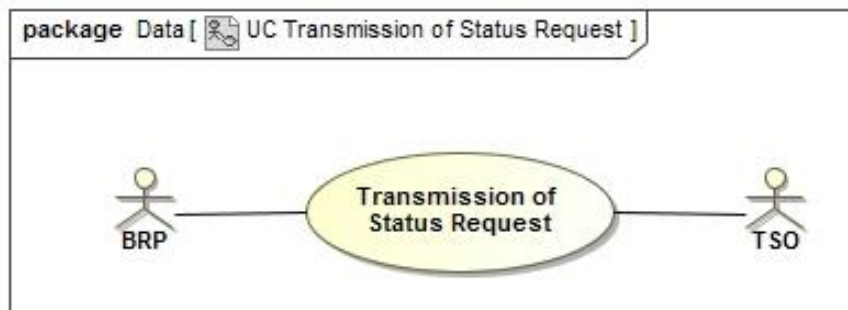 package Data [ UC Transmission of Status Request ]
Transmission of
Status Request
BRP
TSO